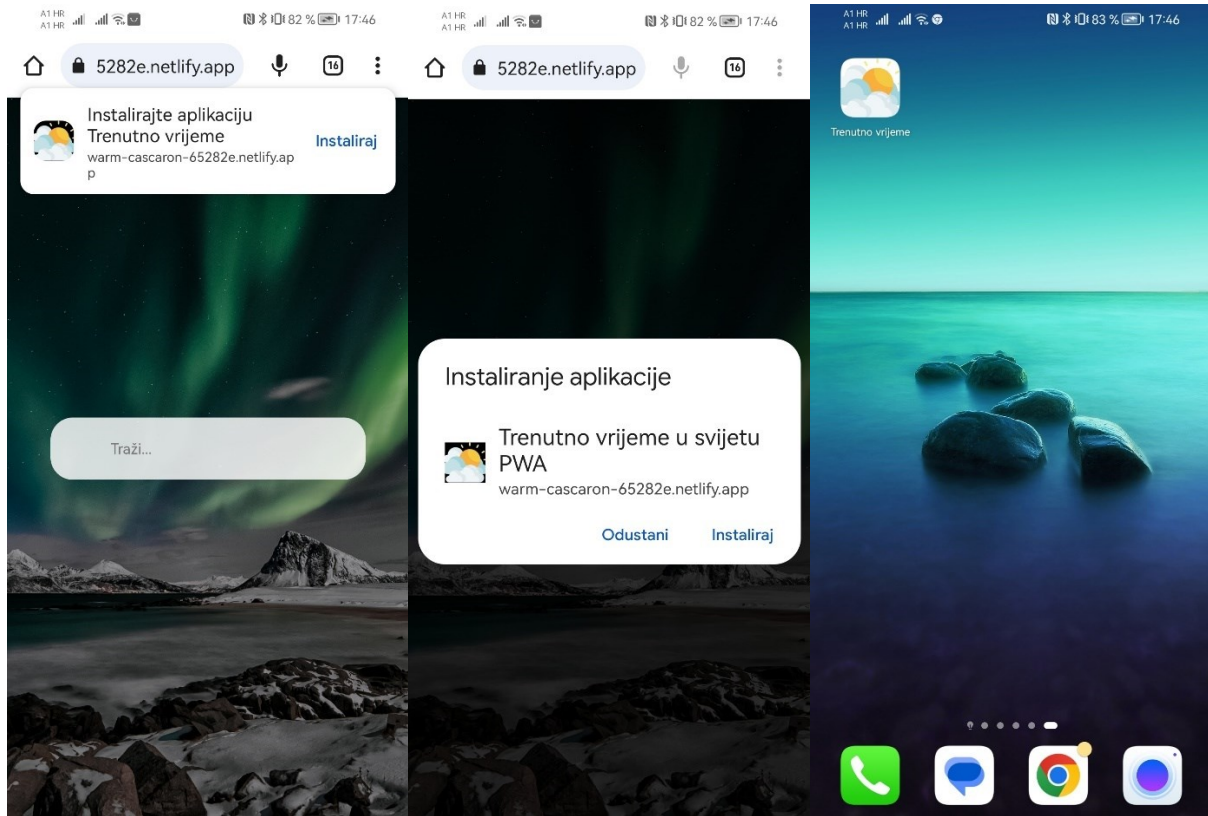 A1 HR
A1 HR
82 % 17:46
5282e.netlify.app
16
Instalirajte aplikaciju
Trenutno vrijeme
warm-cascaron-65282e.netlify.ap
p
Instaliraj
Traži...
A1 HR
A1 HR
82 % 17:46
5282e.netlify.app
16
Instaliranje aplikacije
Trenutno vrijeme u svijetu
PWA
warm-cascaron-65282e.netlify.app
Odustani Instaliraj
A1 HR
A1 HR
83 % 17:46
Trenutno vrijeme